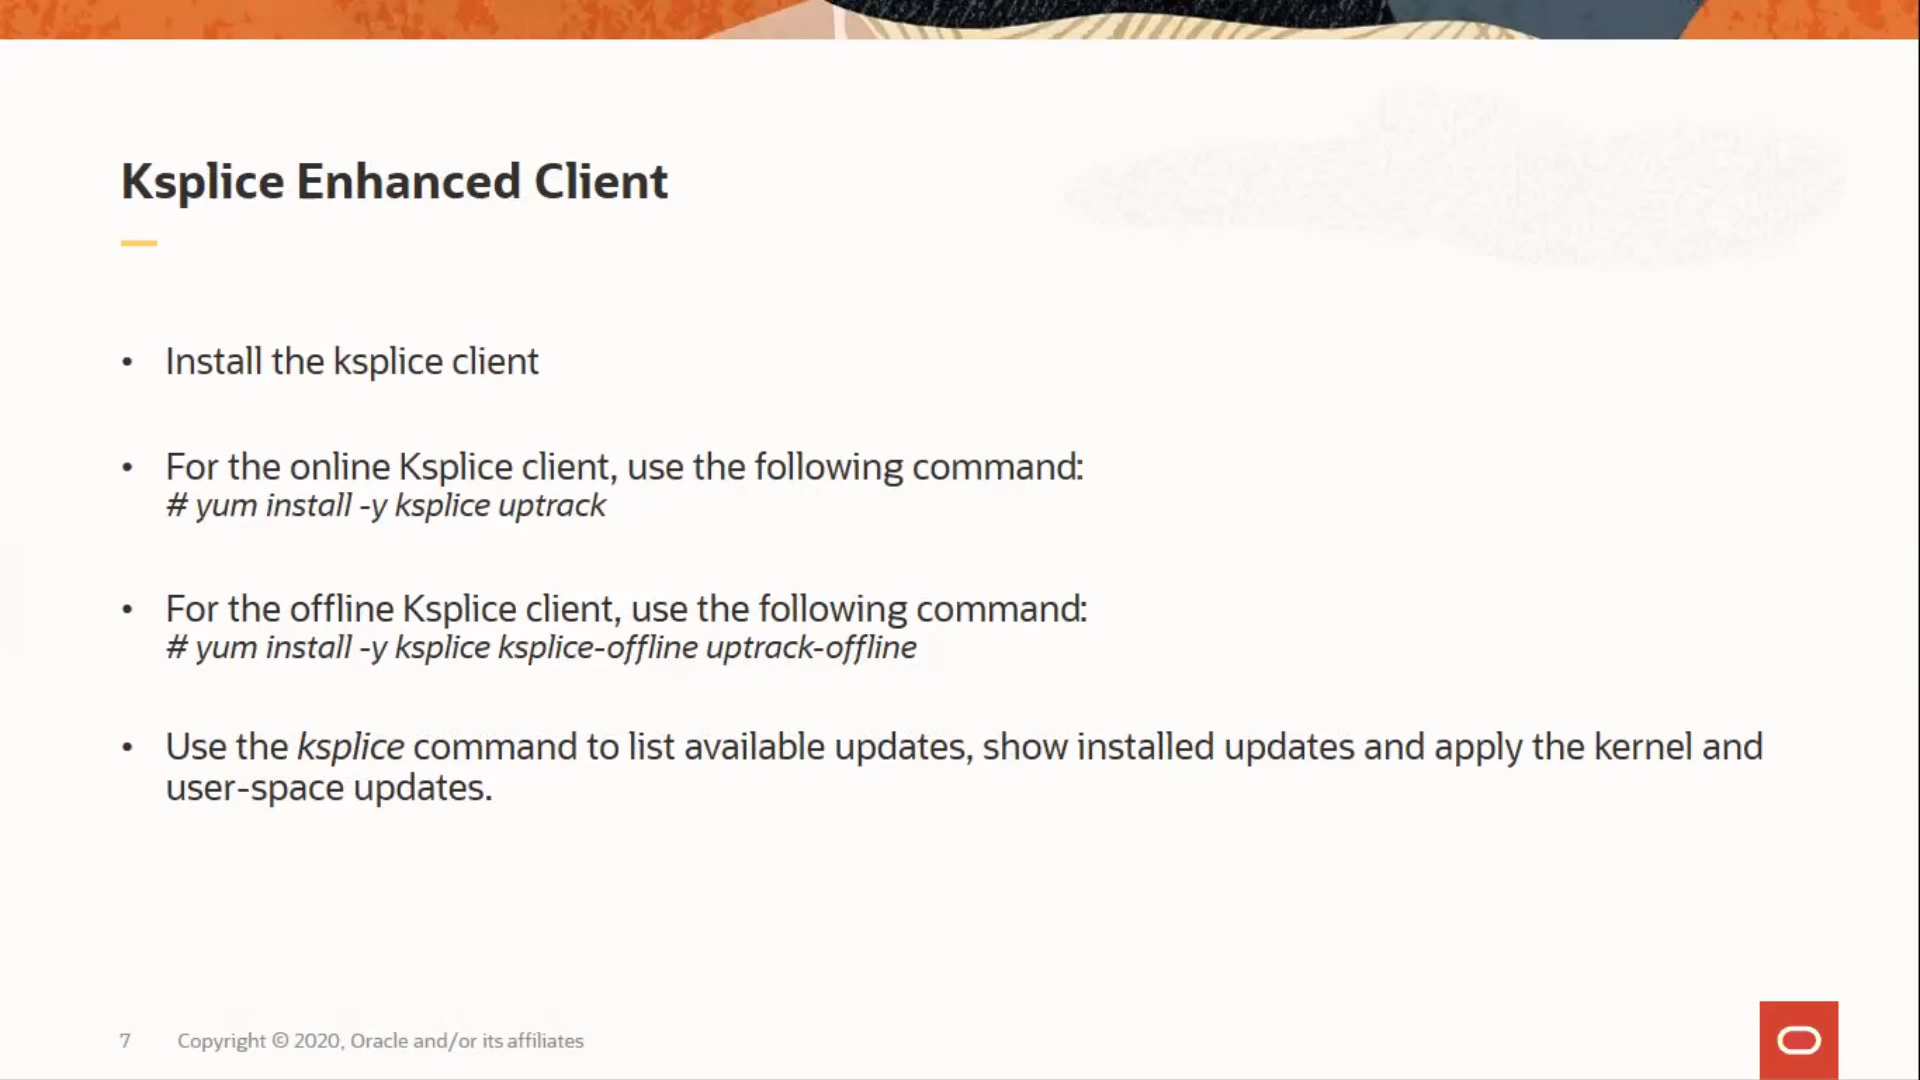 Ksplice Enhanced Client
• Install the ksplice client
• For the online Ksplice client, use the following command:
# yum install -y ksplice uptrack
• For the offline Ksplice client, use the following command:
# yum install -y ksplice ksplice-offline uptrack-offline
• Use the ksplice command to list available updates, show installed updates and apply the kernel and
user-space updates.
7 Copyright © 2020, Oracle and/or its affiliates